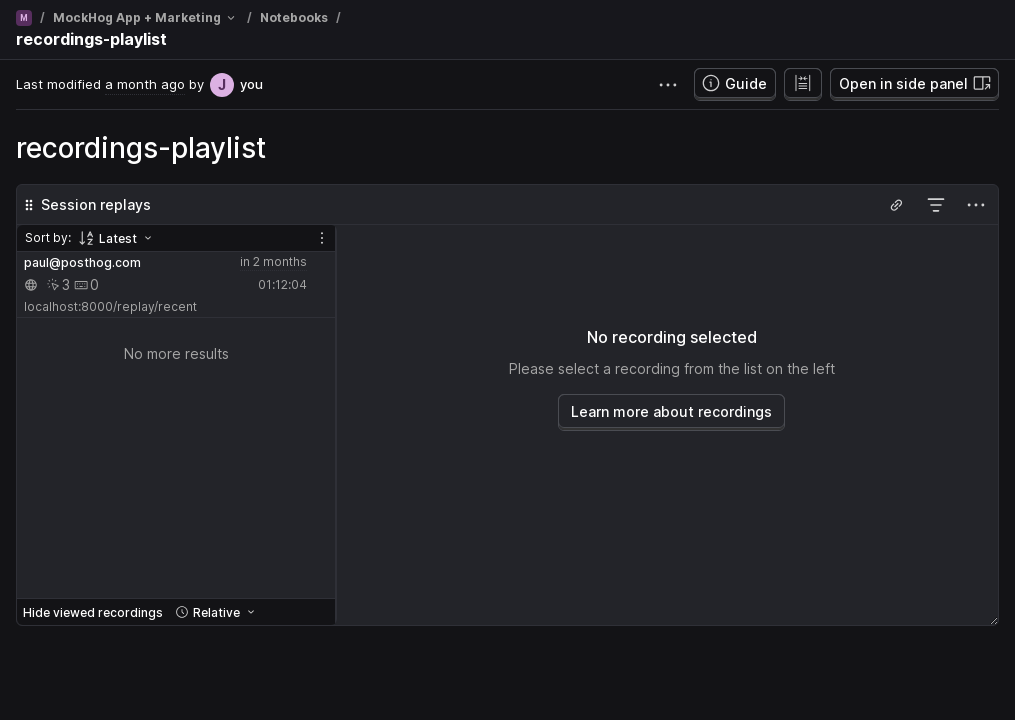 M / MockHog App + Marketing / Notebooks /
recordings-playlist
Last modified a month ago by J you
Guide
Open in side panel
recordings-playlist
Session replays
Sort by: Latest
paul@posthog.com in 2 months
3 0 01:12:04
localhost:8000/replay/recent
No more results
No recording selected
Please select a recording from the list on the left
Learn more about recordings
Hide viewed recordings Relative